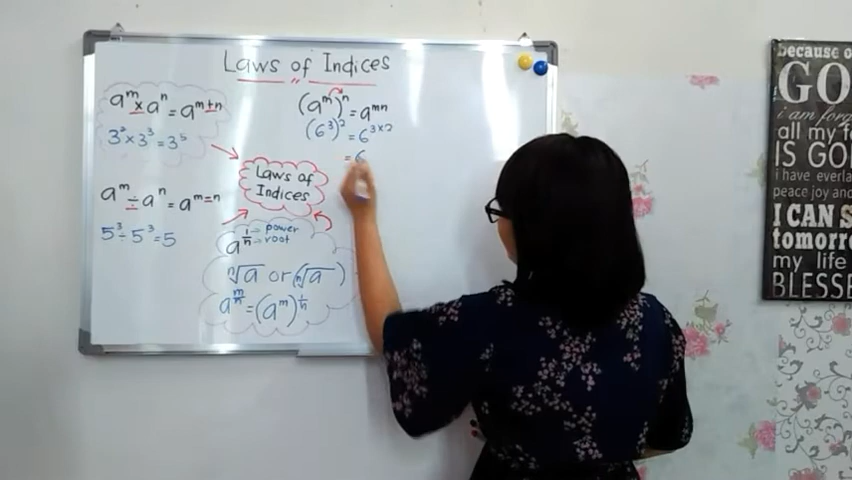 Laws of Indices
aᵐ × aⁿ = aᵐ⁺ⁿ
3² × 3³ = 3⁵
aᵐ ÷ aⁿ = aᵐ⁻ⁿ
5³ ÷ 5³ = 5
(aᵐ)ⁿ = aᵐⁿ
(6³)² = 6³ˣ²
= 6
Laws of
Indices
a^(1/n) → power
→ root
ⁿ√a or (ⁿ√a)
a^(m/n) = (aᵐ)^(1/n)
because o
GO
i am forg
all my f
IS GO
i have everla
peace joy and
I CAN S
tomorro
my life
BLESSE